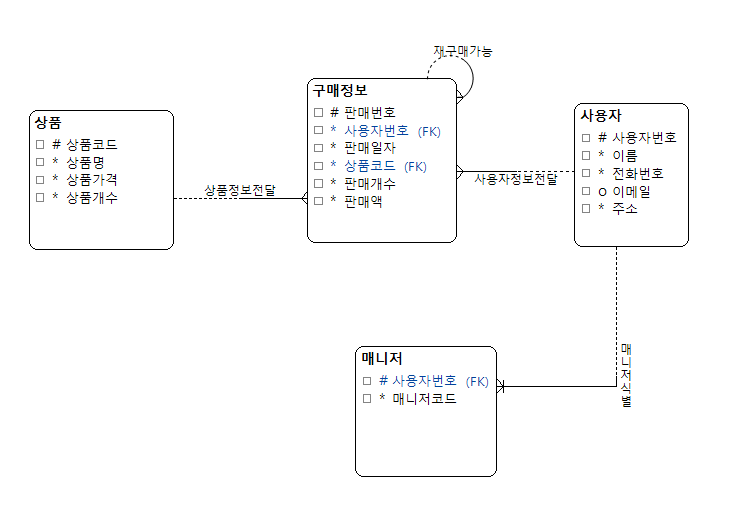 재구매가능
구매정보
# 판매번호
* 사용자번호 (FK)
* 판매일자
* 상품코드 (FK)
* 판매개수
* 판매액
상품
# 상품코드
* 상품명
* 상품가격
* 상품개수
사용자
# 사용자번호
* 이름
* 전화번호
o 이메일
* 주소
상품정보전달
사용자정보전달
매니저식별
매니저
# 사용자번호 (FK)
* 매니저코드